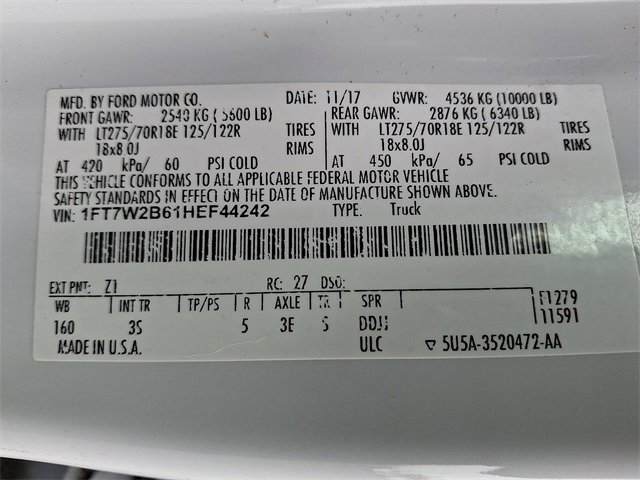 MFD. BY FORD MOTOR CO. DATE: 11/17 GVWR: 4536 KG (10000 LB)
FRONT GAWR: 2540 KG (5600 LB) REAR GAWR: 2876 KG (6340 LB)
WITH LT275/70R18E 125/122R TIRES WITH LT275/70R18E 125/122R TIRES
18x8.0J RIMS 18x8.0J RIMS
AT 420 kPa/ 60 PSI COLD AT 450 kPa/ 65 PSI COLD
THIS VEHICLE CONFORMS TO ALL APPLICABLE FEDERAL MOTOR VEHICLE
SAFETY STANDARDS IN EFFECT ON THE DATE OF MANUFACTURE SHOWN ABOVE.
VIN: 1FT7W2B61HEF44242 TYPE: Truck
EXT PNT: Z1 RC: 27 DSO:
WB INT TR TP/PS R AXLE TR SPR F1279
160 3S 5 3E S DDJJ 11591
MADE IN U.S.A. ULC ▽ 5U5A-3520472-AA